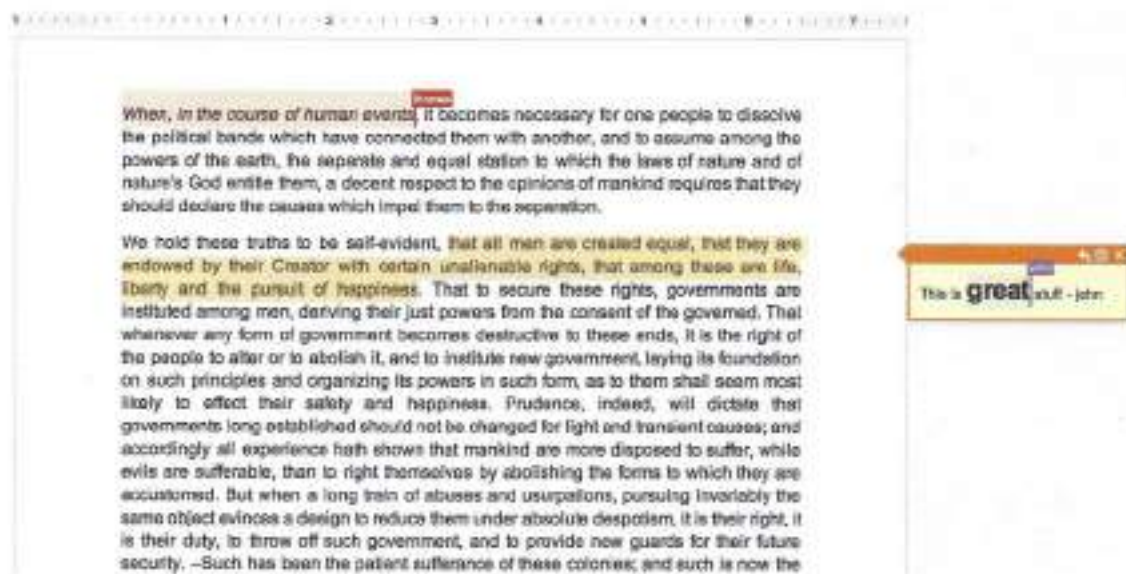 0 1 2 3 4 5 6 7
When, in the course of human events, it becomes necessary for one people to dissolve
the political bands which have connected them with another, and to assume among the
powers of the earth, the separate and equal station to which the laws of nature and of
nature's God entitle them, a decent respect to the opinions of mankind requires that they
should declare the causes which impel them to the separation.
We hold these truths to be self-evident, that all men are created equal, that they are
endowed by their Creator with certain unalienable rights, that among these are life,
liberty and the pursuit of happiness. That to secure these rights, governments are
instituted among men, deriving their just powers from the consent of the governed. That
whenever any form of government becomes destructive to these ends, it is the right of
the people to alter or to abolish it, and to institute new government, laying its foundation
on such principles and organizing its powers in such form, as to them shall seem most
likely to effect their safety and happiness. Prudence, indeed, will dictate that
governments long established should not be changed for light and transient causes; and
accordingly all experience hath shown that mankind are more disposed to suffer, while
evils are sufferable, than to right themselves by abolishing the forms to which they are
accustomed. But when a long train of abuses and usurpations, pursuing invariably the
same object evinces a design to reduce them under absolute despotism, it is their right, it
is their duty, to throw off such government, and to provide new guards for their future
security. –Such has been the patient sufferance of these colonies; and such is now the
This is great stuff - john